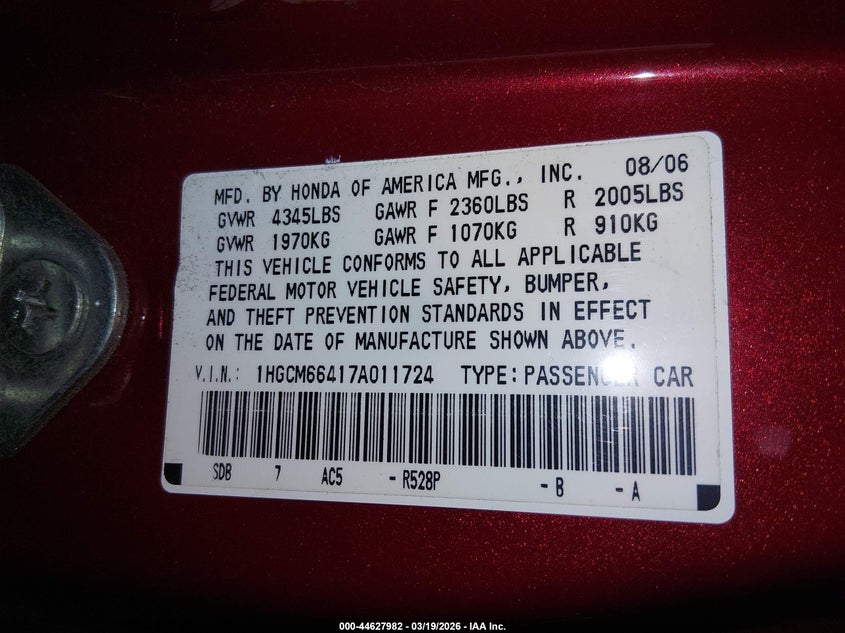 MFD. BY HONDA OF AMERICA MFG., INC. 08/06
GVWR 4345LBS GAWR F 2360LBS R 2005LBS
GVWR 1970KG GAWR F 1070KG R 910KG
THIS VEHICLE CONFORMS TO ALL APPLICABLE
FEDERAL MOTOR VEHICLE SAFETY, BUMPER,
AND THEFT PREVENTION STANDARDS IN EFFECT
ON THE DATE OF MANUFACTURE SHOWN ABOVE.
V.I.N.: 1HGCM66417A011724 TYPE: PASSENGER CAR
SDB 7 AC5 - R528P - B - A
000-44627982 - 03/19/2026 - IAA Inc.